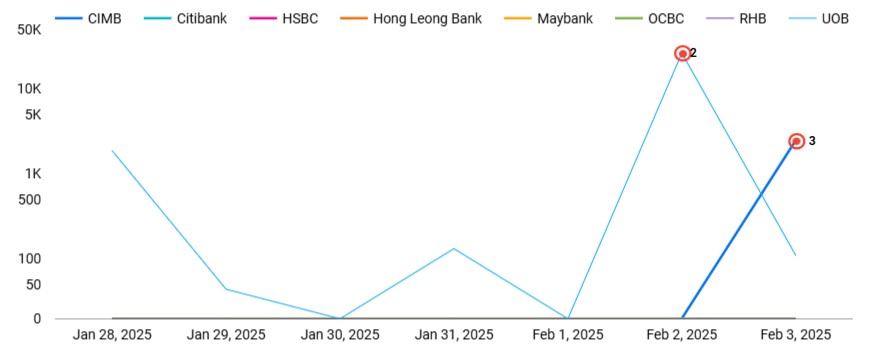 CIMB Citibank HSBC Hong Leong Bank Maybank OCBC RHB UOB
50K
2
10K
5K
3
1K
500
100
50
0
Jan 28, 2025 Jan 29, 2025 Jan 30, 2025 Jan 31, 2025 Feb 1, 2025 Feb 2, 2025 Feb 3, 2025